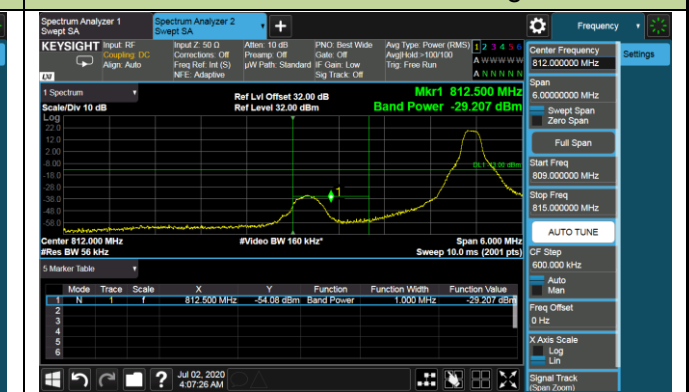 Spectrum Analyzer 1
Swept SA
Spectrum Analyzer 2
Swept SA
Frequency
KEYSIGHT
Input: RF
Coupling: DC
Align: Auto
Input Z: 50 Ω
Corrections: Off
Freq Ref: Int (S)
NFE: Adaptive
Atten: 10 dB
Preamp: Off
µW Path: Standard
PNO: Best Wide
Gate: Off
IF Gain: Low
Sig Track: Off
Avg Type: Power (RMS)
Avg|Hold:>100/100
Trig: Free Run
1 2 3 4 5 6
A W W W W W
A N N N N N
LXI
1 Spectrum
Scale/Div 10 dB
Ref Lvl Offset 32.00 dB
Ref Level 32.00 dBm
Mkr1 812.500 MHz
Band Power -29.207 dBm
Log
22.0
12.0
2.00
-8.00
-18.0
-28.0
-38.0
-48.0
-58.0
1
Center 812.000 MHz
#Res BW 56 kHz
#Video BW 160 kHz*
Span 6.000 MHz
Sweep 10.0 ms (2001 pts)
5 Marker Table
Mode Trace Scale X Y Function Function Width Function Value
1 N 1 f 812.500 MHz -54.08 dBm Band Power 1.000 MHz -29.207 dBm
2
3
4
5
6
Jul 02, 2020
4:07:26 AM
Center Frequency
812.000000 MHz
Settings
Span
6.00000000 MHz
Swept Span
Zero Span
Full Span
Start Freq
809.000000 MHz
Stop Freq
815.000000 MHz
AUTO TUNE
CF Step
600.000 kHz
Auto
Man
Freq Offset
0 Hz
X Axis Scale
Log
Lin
Signal Track
(Span Zoom)